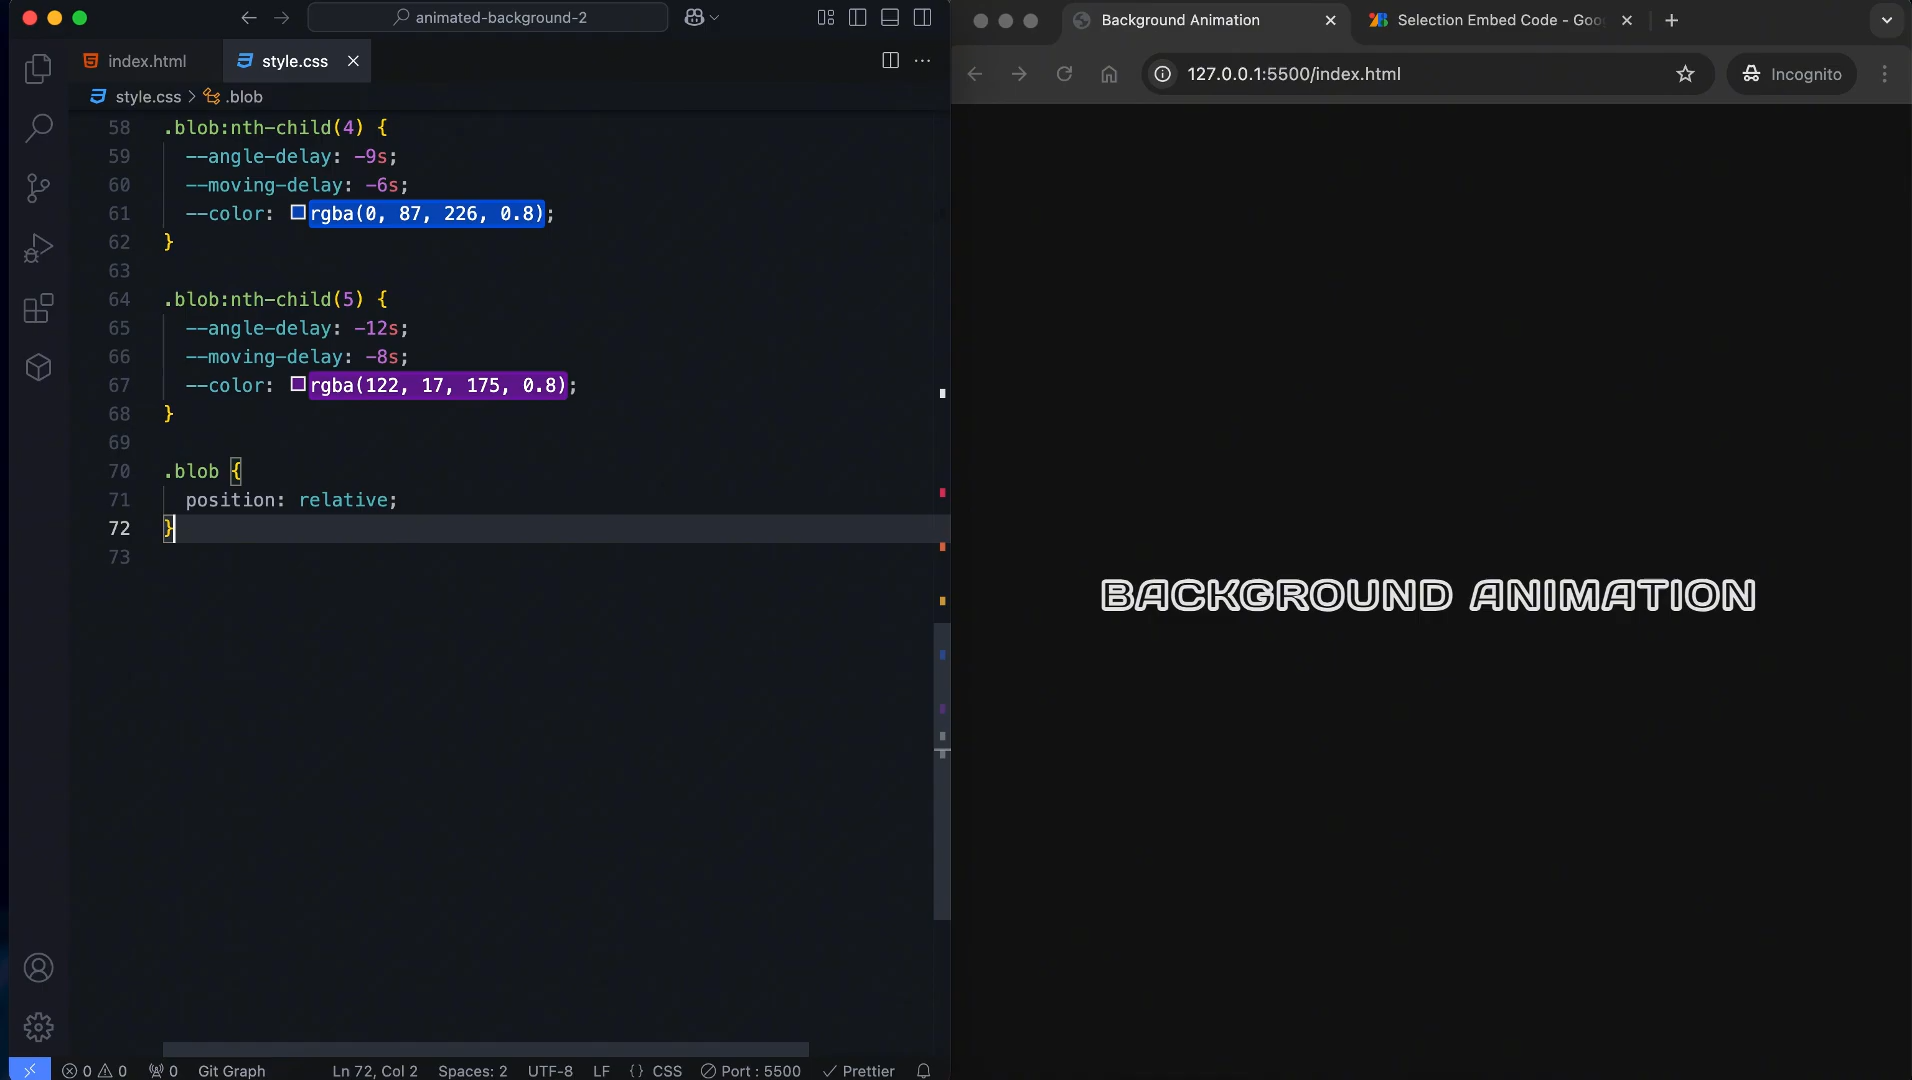 animated-background-2
index.html
style.css
style.css > .blob
58 .blob:nth-child(4) {
59 --angle-delay: -9s;
60 --moving-delay: -6s;
61 --color: rgba(0, 87, 226, 0.8);
62 }
63
64 .blob:nth-child(5) {
65 --angle-delay: -12s;
66 --moving-delay: -8s;
67 --color: rgba(122, 17, 175, 0.8);
68 }
69
70 .blob {
71 position: relative;
72 }
73
0 0 0 Git Graph Ln 72, Col 2 Spaces: 2 UTF-8 LF {} CSS Port : 5500 Prettier
Background Animation
Selection Embed Code - Goo
127.0.0.1:5500/index.html
Incognito
BACKGROUND ANIMATION